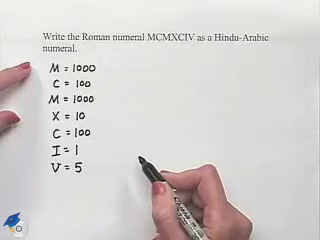 Write the Roman numeral MCMXCIV as a Hindu-Arabic
numeral.
M = 1000
C = 100
M = 1000
X = 10
C = 100
I = 1
V = 5